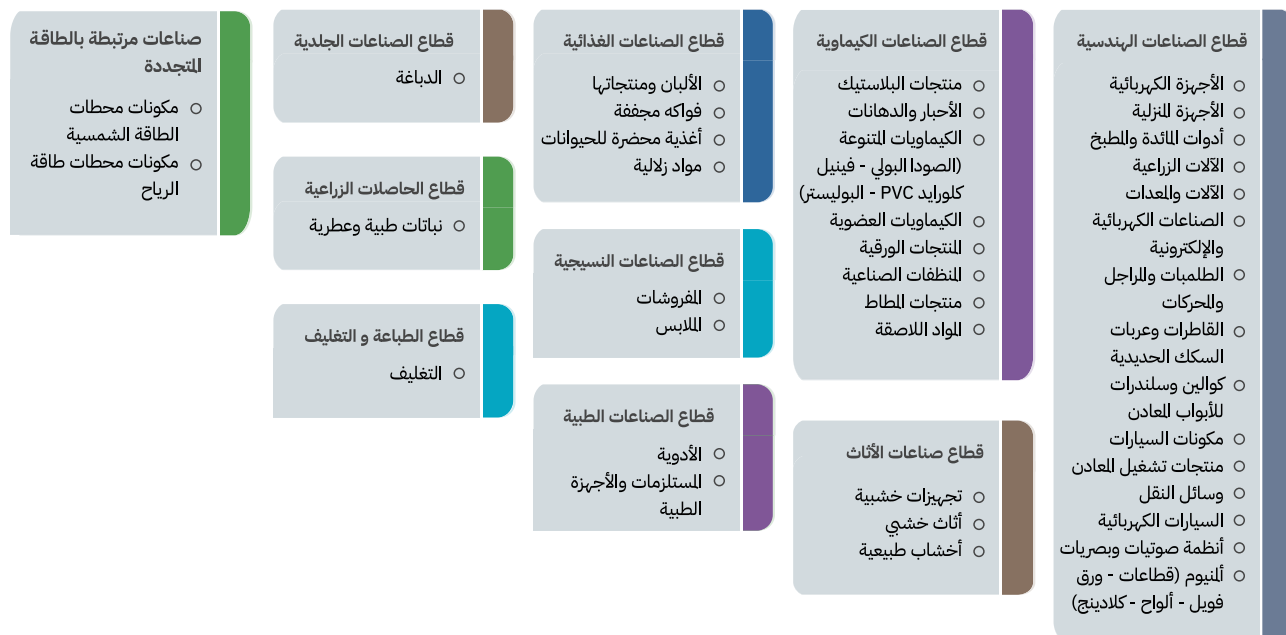 قطاع الصناعات الهندسية
○ الأجهزة الكهربائية
○ الأجهزة المنزلية
○ أدوات المائدة والمطبخ
○ الآلات الزراعية
○ الآلات والمعدات
○ الصناعات الكهربائية
والإلكترونية
○ الطلمبات والمراجل
والمحركات
○ القاطرات وعربات
السكك الحديدية
○ كوالين وسلندرات
للأبواب المعادن
○ مكونات السيارات
○ منتجات تشغيل المعادن
○ وسائل النقل
○ السيارات الكهربائية
○ أنظمة صوتيات وبصريات
○ ألمنيوم (قطاعات - ورق
فويل - ألواح - كلادينج)
قطاع الصناعات الكيماوية
○ منتجات البلاستيك
○ الأحبار والدهانات
○ الكيماويات المتنوعة
(الصودا البولي - فينيل
كلورايد PVC - البوليستر)
○ الكيماويات العضوية
○ المنتجات الورقية
○ المنظفات الصناعية
○ منتجات المطاط
○ المواد اللاصقة
قطاع صناعات الأثاث
○ تجهيزات خشبية
○ أثاث خشبي
○ أخشاب طبيعية
قطاع الصناعات الغذائية
○ الألبان ومنتجاتها
○ فواكه مجففة
○ أغذية محضرة للحيوانات
○ مواد زلالية
قطاع الصناعات النسيجية
○ المفروشات
○ الملابس
قطاع الصناعات الطبية
○ الأدوية
○ المستلزمات والأجهزة
الطبية
قطاع الصناعات الجلدية
○ الدباغة
قطاع الحاصلات الزراعية
○ نباتات طبية وعطرية
قطاع الطباعة و التغليف
○ التغليف
صناعات مرتبطة بالطاقة
المتجددة
○ مكونات محطات
الطاقة الشمسية
○ مكونات محطات طاقة
الرياح